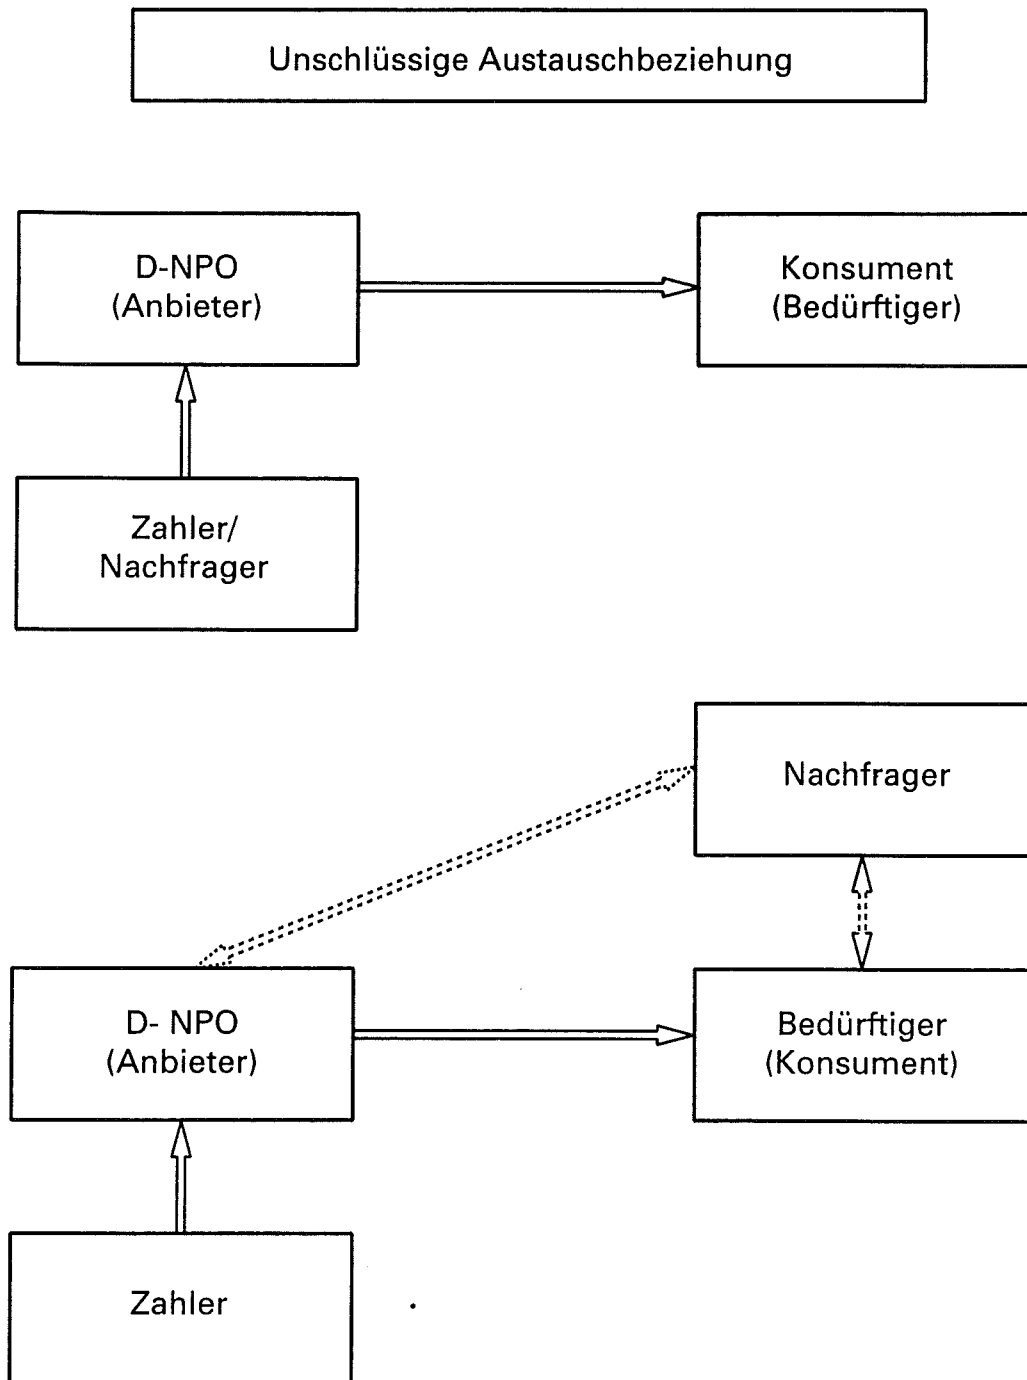 Unschlüssige Austauschbeziehung
D-NPO
(Anbieter)
Konsument
(Bedürftiger)
Zahler/
Nachfrager
Nachfrager
D- NPO
(Anbieter)
Bedürftiger
(Konsument)
Zahler